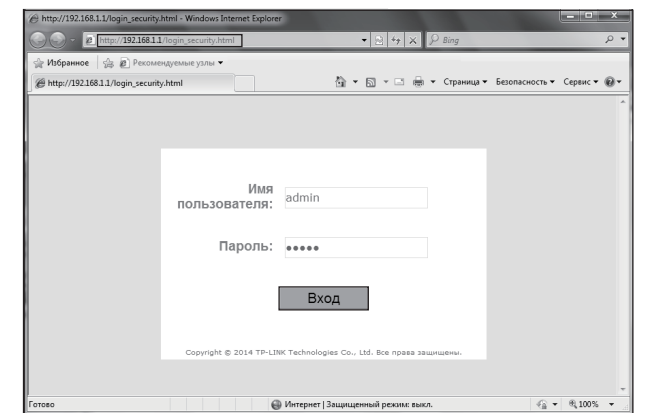 http://192.168.1.1/login_security.html - Windows Internet Explorer
http://192.168.1.1/login_security.html
Bing
Избранное
Рекомендуемые узлы
http://192.168.1.1/login_security.html
Страница
Безопасность
Сервис
Имя
пользователя:
admin
Пароль:
●●●●●
Вход
Copyright © 2014 TP-LINK Technologies Co., Ltd. Все права защищены.
Готово
Интернет | Защищенный режим: выкл.
100%